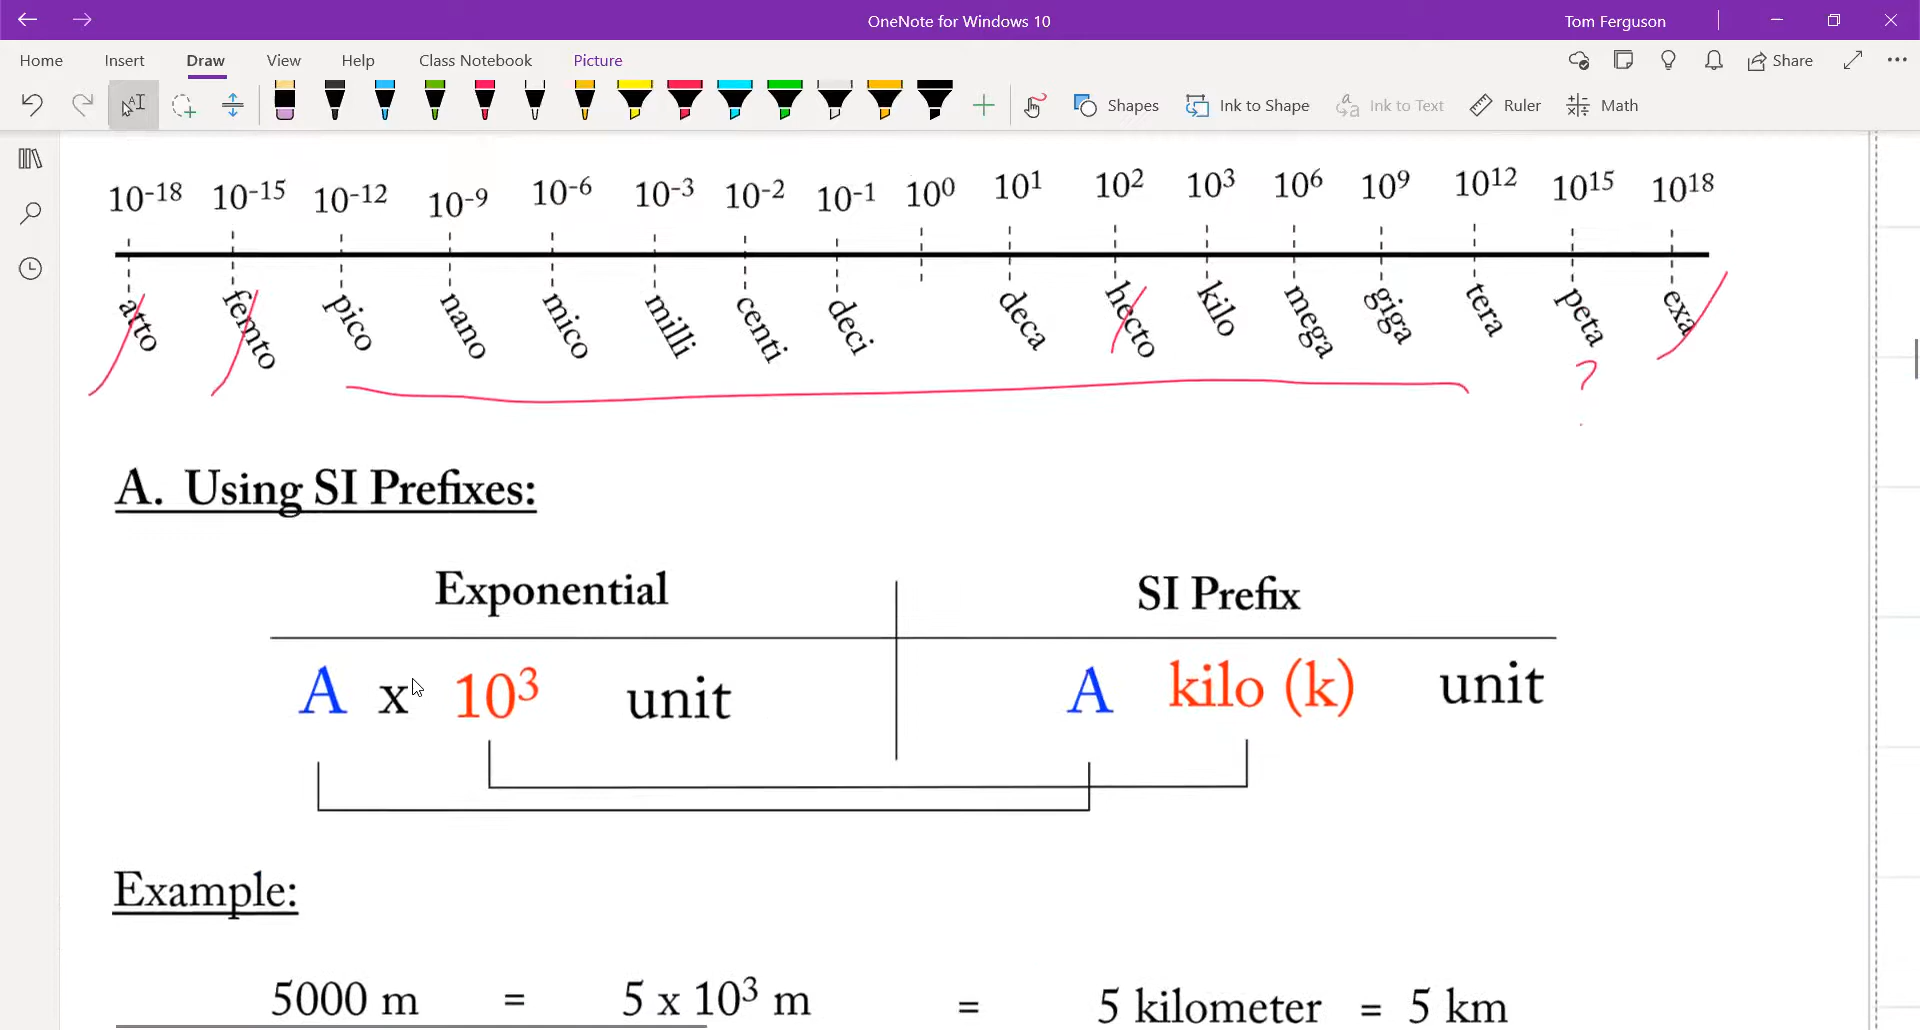 OneNote for Windows 10
Tom Ferguson
Home Insert Draw View Help Class Notebook Picture
Share
Shapes Ink to Shape Ink to Text Ruler Math
10⁻¹⁸ 10⁻¹⁵ 10⁻¹² 10⁻⁹ 10⁻⁶ 10⁻³ 10⁻² 10⁻¹ 10⁰ 10¹ 10² 10³ 10⁶ 10⁹ 10¹² 10¹⁵ 10¹⁸
atto femto pico nano mico milli centi deci deca hecto kilo mega giga tera peta exa
?
A. Using SI Prefixes:
Exponential SI Prefix
A x 10³ unit A kilo (k) unit
Example:
5000 m = 5 x 10³ m = 5 kilometer = 5 km